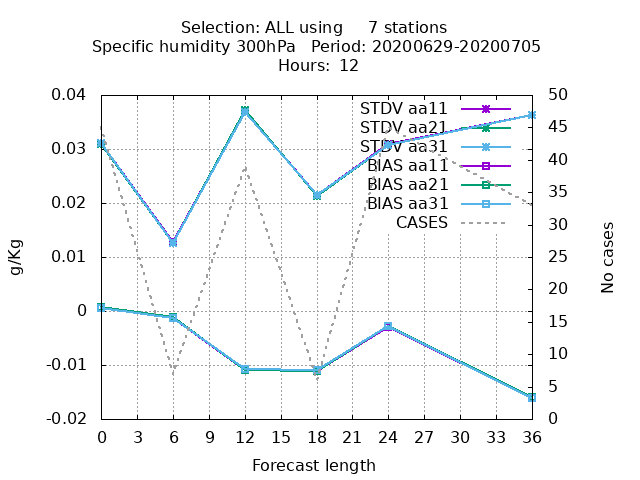 Selection: ALL using 7 stations
Specific humidity 300hPa Period: 20200629-20200705
Hours: 12
0.04
0.03
0.02
0.01
0
-0.01
-0.02
g/Kg
STDV aa11
STDV aa21
STDV aa31
BIAS aa11
BIAS aa21
BIAS aa31
CASES
50
45
40
35
30
25
20
15
10
5
0
No cases
0 3 6 9 12 15 18 21 24 27 30 33 36
Forecast length